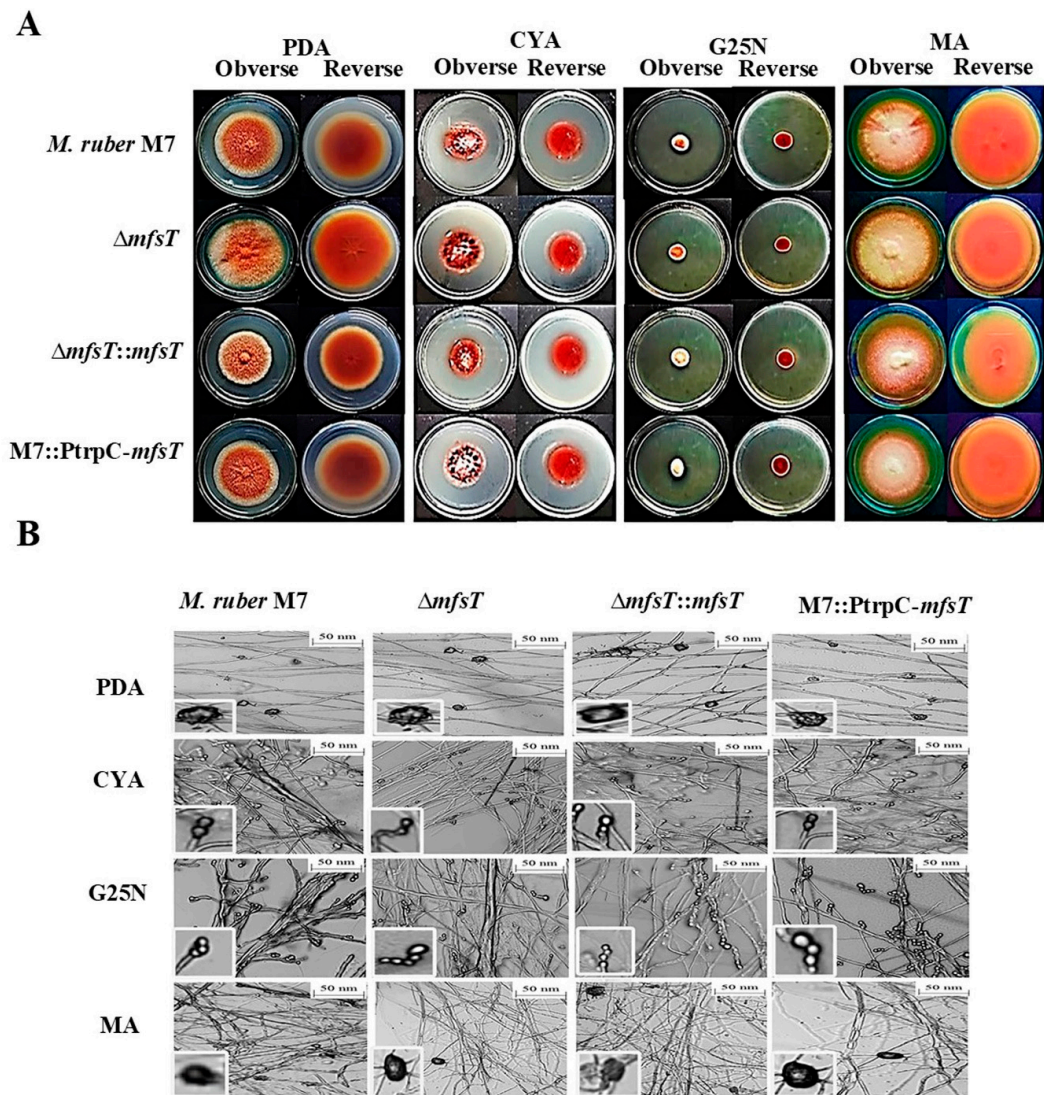 A
PDA CYA G25N MA
Obverse Reverse Obverse Reverse Obverse Reverse Obverse Reverse
M. ruber M7
ΔmfsT
ΔmfsT::mfsT
M7::PtrpC-mfsT
B
M. ruber M7 ΔmfsT ΔmfsT::mfsT M7::PtrpC-mfsT
PDA
50 nm 50 nm 50 nm 50 nm
CYA
50 nm 50 nm 50 nm 50 nm
G25N
50 nm 50 nm 50 nm 50 nm
MA
50 nm 50 nm 50 nm 50 nm